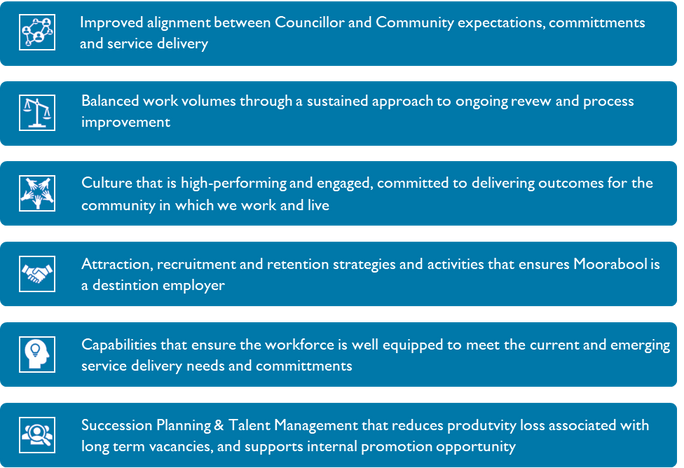 Improved alignment between Councillor and Community expectations, committments
and service delivery
Balanced work volumes through a sustained approach to ongoing revew and process
improvement
Culture that is high-performing and engaged, committed to delivering outcomes for the
community in which we work and live
Attraction, recruitment and retention strategies and activities that ensures Moorabool is
a destintion employer
Capabilities that ensure the workforce is well equipped to meet the current and emerging
service delivery needs and committments
Succession Planning & Talent Management that reduces produtvity loss associated with
long term vacancies, and supports internal promotion opportunity